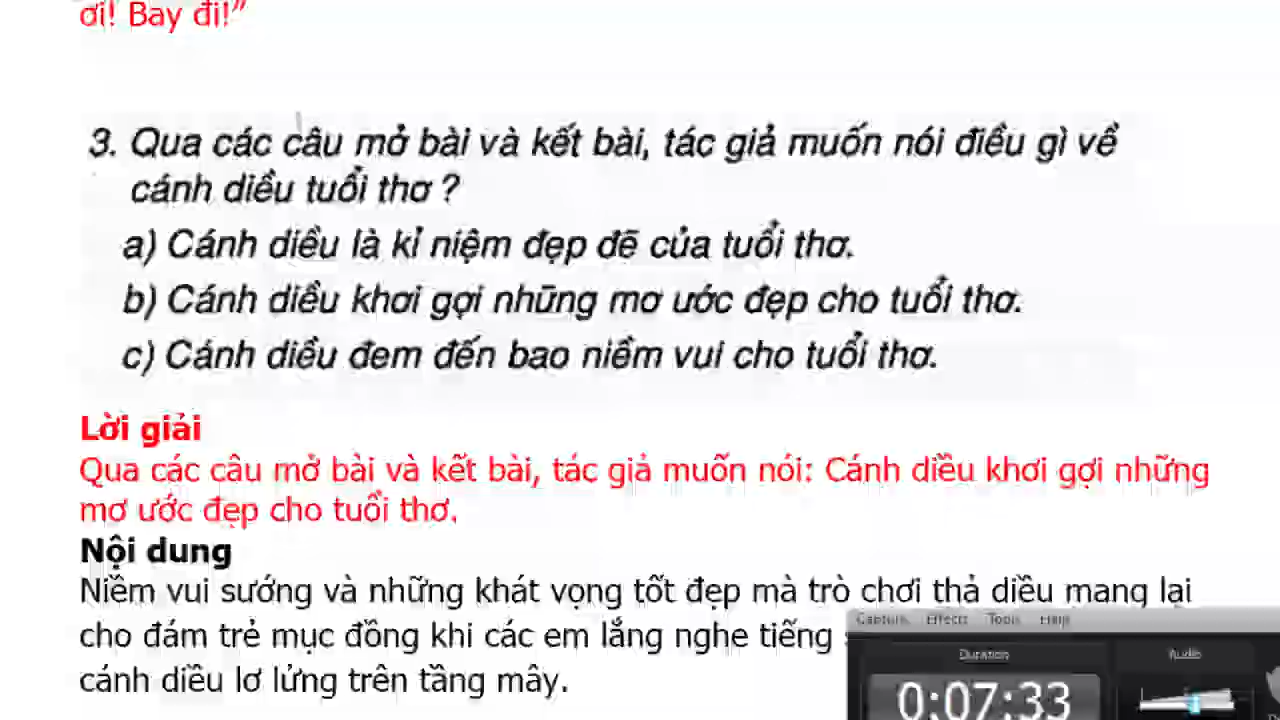 ơi! Bay đi!”
3. Qua các câu mở bài và kết bài, tác giả muốn nói điều gì về
cánh diều tuổi thơ ?
a) Cánh diều là kỉ niệm đẹp đẽ của tuổi thơ.
b) Cánh diều khơi gợi những mơ ước đẹp cho tuổi thơ.
c) Cánh diều đem đến bao niềm vui cho tuổi thơ.
Lời giải
Qua các câu mở bài và kết bài, tác giả muốn nói: Cánh diều khơi gợi những
mơ ước đẹp cho tuổi thơ.
Nội dung
Niềm vui sướng và những khát vọng tốt đẹp mà trò chơi thả diều mang lại
cho đám trẻ mục đồng khi các em lắng nghe tiếng
cánh diều lơ lửng trên tầng mây.
Capture Effects Tools Help
Duration Audio
0:07:33